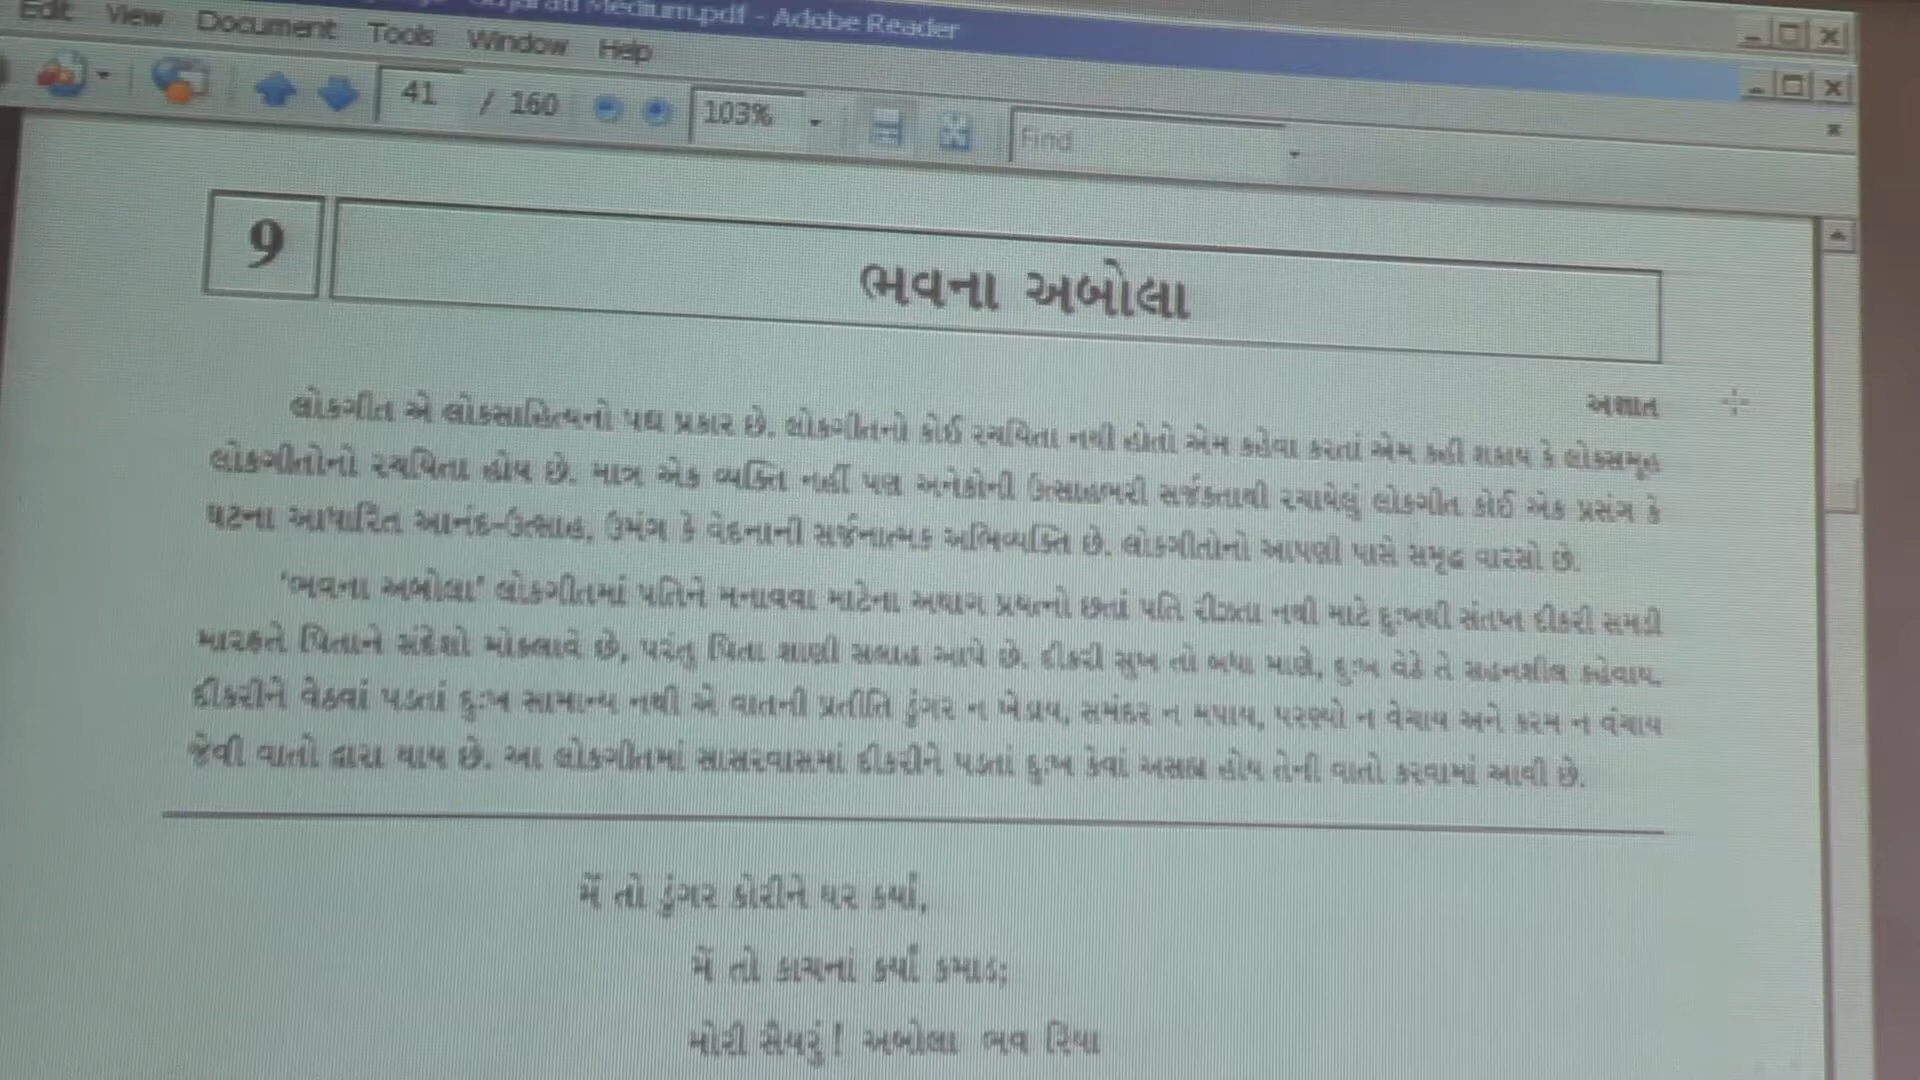 Edit View Document Tools Window Help
Medium.pdf - Adobe Reader
41 / 160 103% Find
9
ભવના અબોલા
અજ્ઞાત
લોકગીત એ લોકસાહિત્યનો પદ્ય પ્રકાર છે. લોકગીતનો કોઈ રચયિતા નથી હોતો એમ કહેવા કરતાં એમ કહી શકાય કે લોકસમૂહ
લોકગીતોનો રચયિતા હોય છે. માત્ર એક વ્યક્તિ નહીં પણ અનેકોની ઉત્સાહભરી સર્જકતાથી રચાયેલું લોકગીત કોઈ એક પ્રસંગ કે
ઘટના આધારિત આનંદ-ઉત્સાહ, ઉમંગ કે વેદનાની સર્જનાત્મક અભિવ્યક્તિ છે. લોકગીતોનો આપણી પાસે સમૃદ્ધ વારસો છે.
'ભવના અબોલા' લોકગીતમાં પતિને મનાવવા માટેના અથાગ પ્રયત્નો છતાં પતિ રીઝતા નથી માટે દુઃખથી સંતપ્ત દીકરી સમડી
મારફતે પિતાને સંદેશો મોકલાવે છે, પરંતુ પિતા શાણી સલાહ આપે છે. દીકરી સુખ તો બધા માણે, દુઃખ વેઠે તે સહનશીલ કહેવાય.
દીકરીને વેઠવાં પડતાં દુઃખ સામાન્ય નથી એ વાતની પ્રતીતિ ડુંગર ન ખોદાય, સમંદર ન મપાય, પરણ્યો ન વેચાય અને કરમ ન વંચાય
જેવી વાતો દ્વારા થાય છે. આ લોકગીતમાં સાસરવાસમાં દીકરીને પડતાં દુઃખ કેવાં અસહ્ય હોય તેની વાતો કરવામાં આવી છે.
મેં તો ડુંગર કોરીને ઘર કર્યાં,
મેં તો કાચનાં કર્યાં કમાડ;
મોરી સૈયરું! અબોલા ભવ રિયા